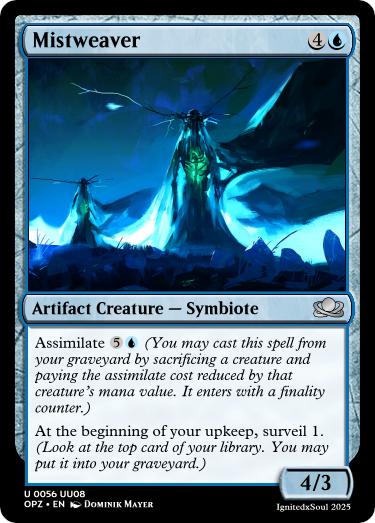 Mistweaver 4
Artifact Creature — Symbiote
Assimilate 5 (You may cast this spell from
your graveyard by sacrificing a creature and
paying the assimilate cost reduced by that
creature's mana value. It enters with a finality
counter.)
At the beginning of your upkeep, surveil 1.
(Look at the top card of your library. You may
put it into your graveyard.)
4/3
U 0056 UU08
OPZ • EN Dominik Mayer
IgnitedxSoul 2025